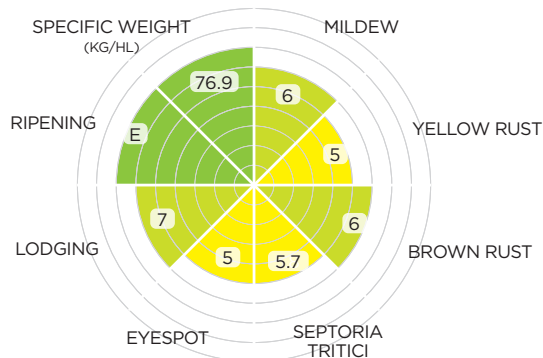 SPECIFIC WEIGHT
(KG/HL)
MILDEW
76.9
6
RIPENING
E
YELLOW RUST
5
LODGING
7
6
BROWN RUST
5
5.7
EYESPOT
SEPTORIA
TRITICI